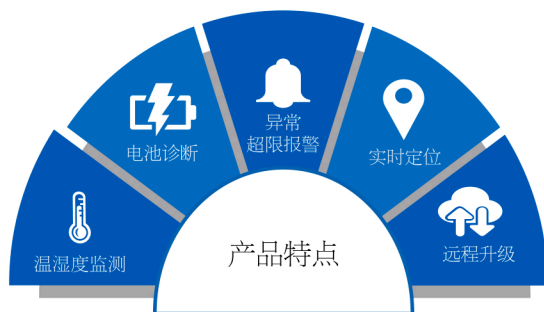 异常
超限报警
电池诊断
实时定位
温湿度监测
产品特点
远程升级